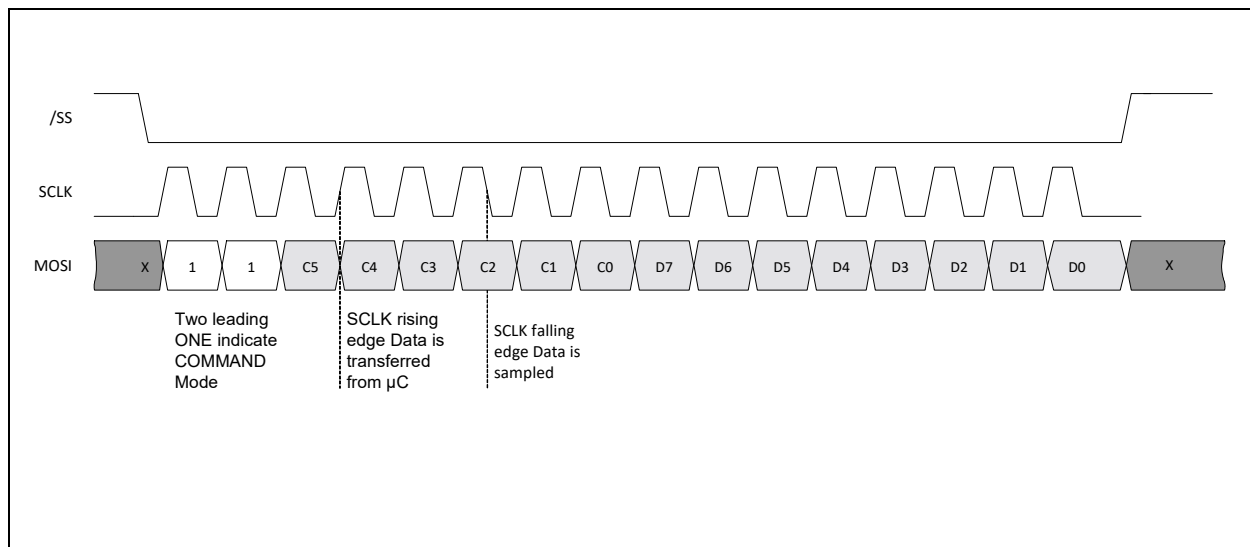 /SS
SCLK
MOSI
X 1 1 C5 C4 C3 C2 C1 C0 D7 D6 D5 D4 D3 D2 D1 D0 X
Two leading
ONE indicate
COMMAND
Mode
SCLK rising
edge Data is
transferred
from µC
SCLK falling
edge Data is
sampled